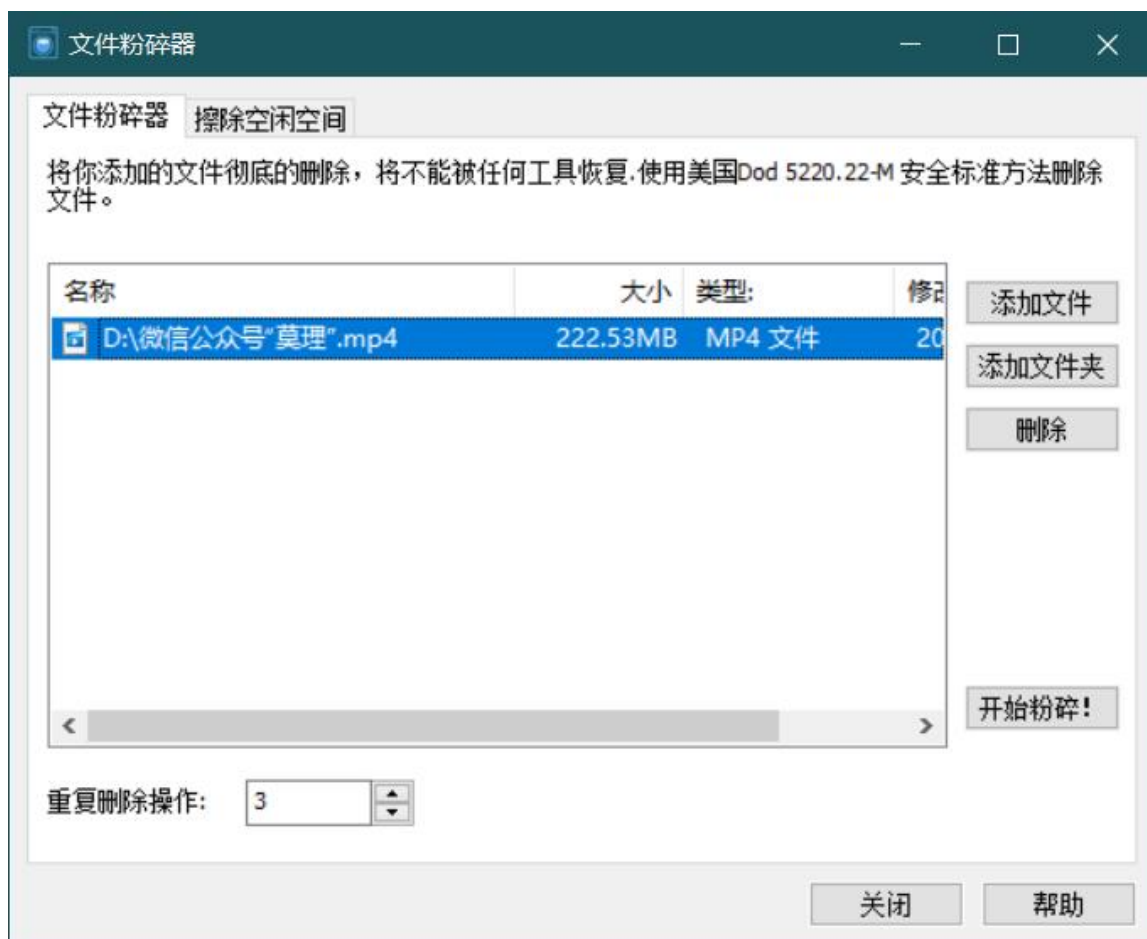 文件粉碎器
文件粉碎器 擦除空闲空间
将你添加的文件彻底的删除，将不能被任何工具恢复.使用美国Dod 5220.22-M 安全标准方法删除
文件。
名称 大小 类型: 修
D:\微信公众号“莫理”.mp4 222.53MB MP4 文件 20
添加文件
添加文件夹
删除
开始粉碎!
重复删除操作: 3
关闭 帮助